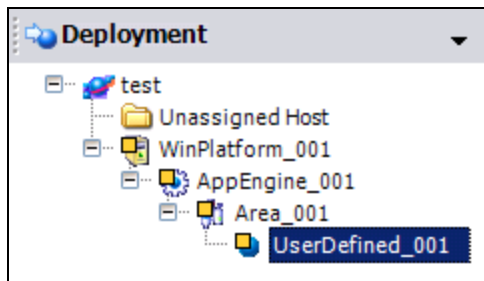 Deployment
test
Unassigned Host
WinPlatform_001
AppEngine_001
Area_001
UserDefined_001